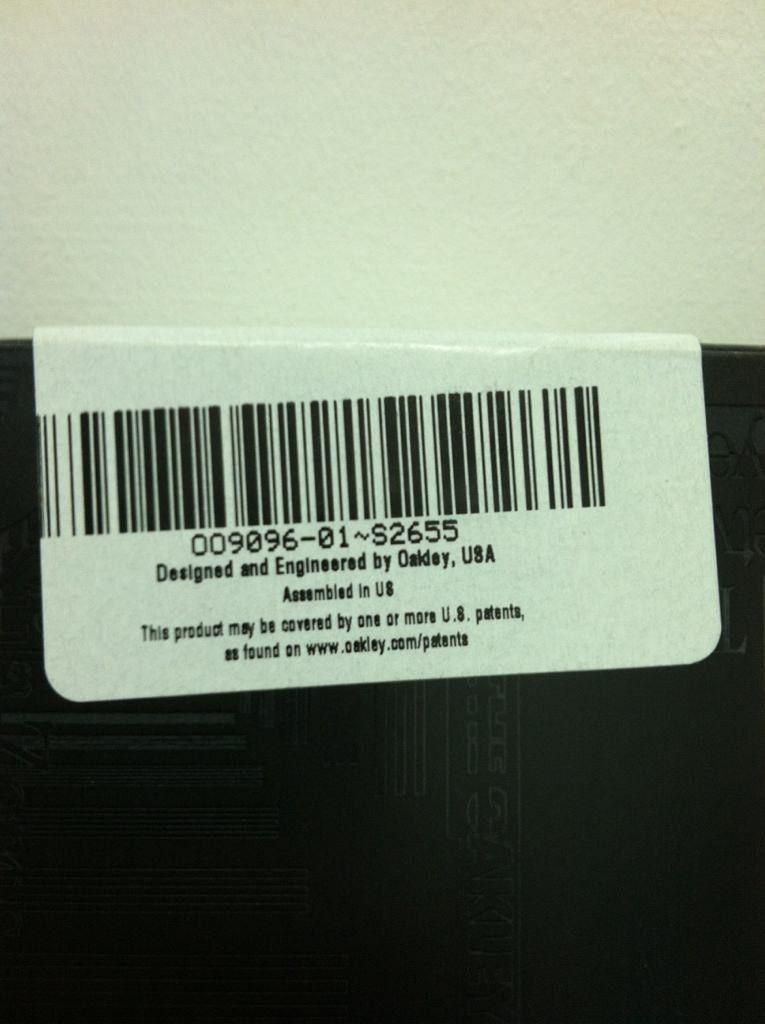 OO9096-01~S2655
Designed and Engineered by Oakley, USA
Assembled in US
This product may be covered by one or more U.S. patents,
as found on www.oakley.com/patents